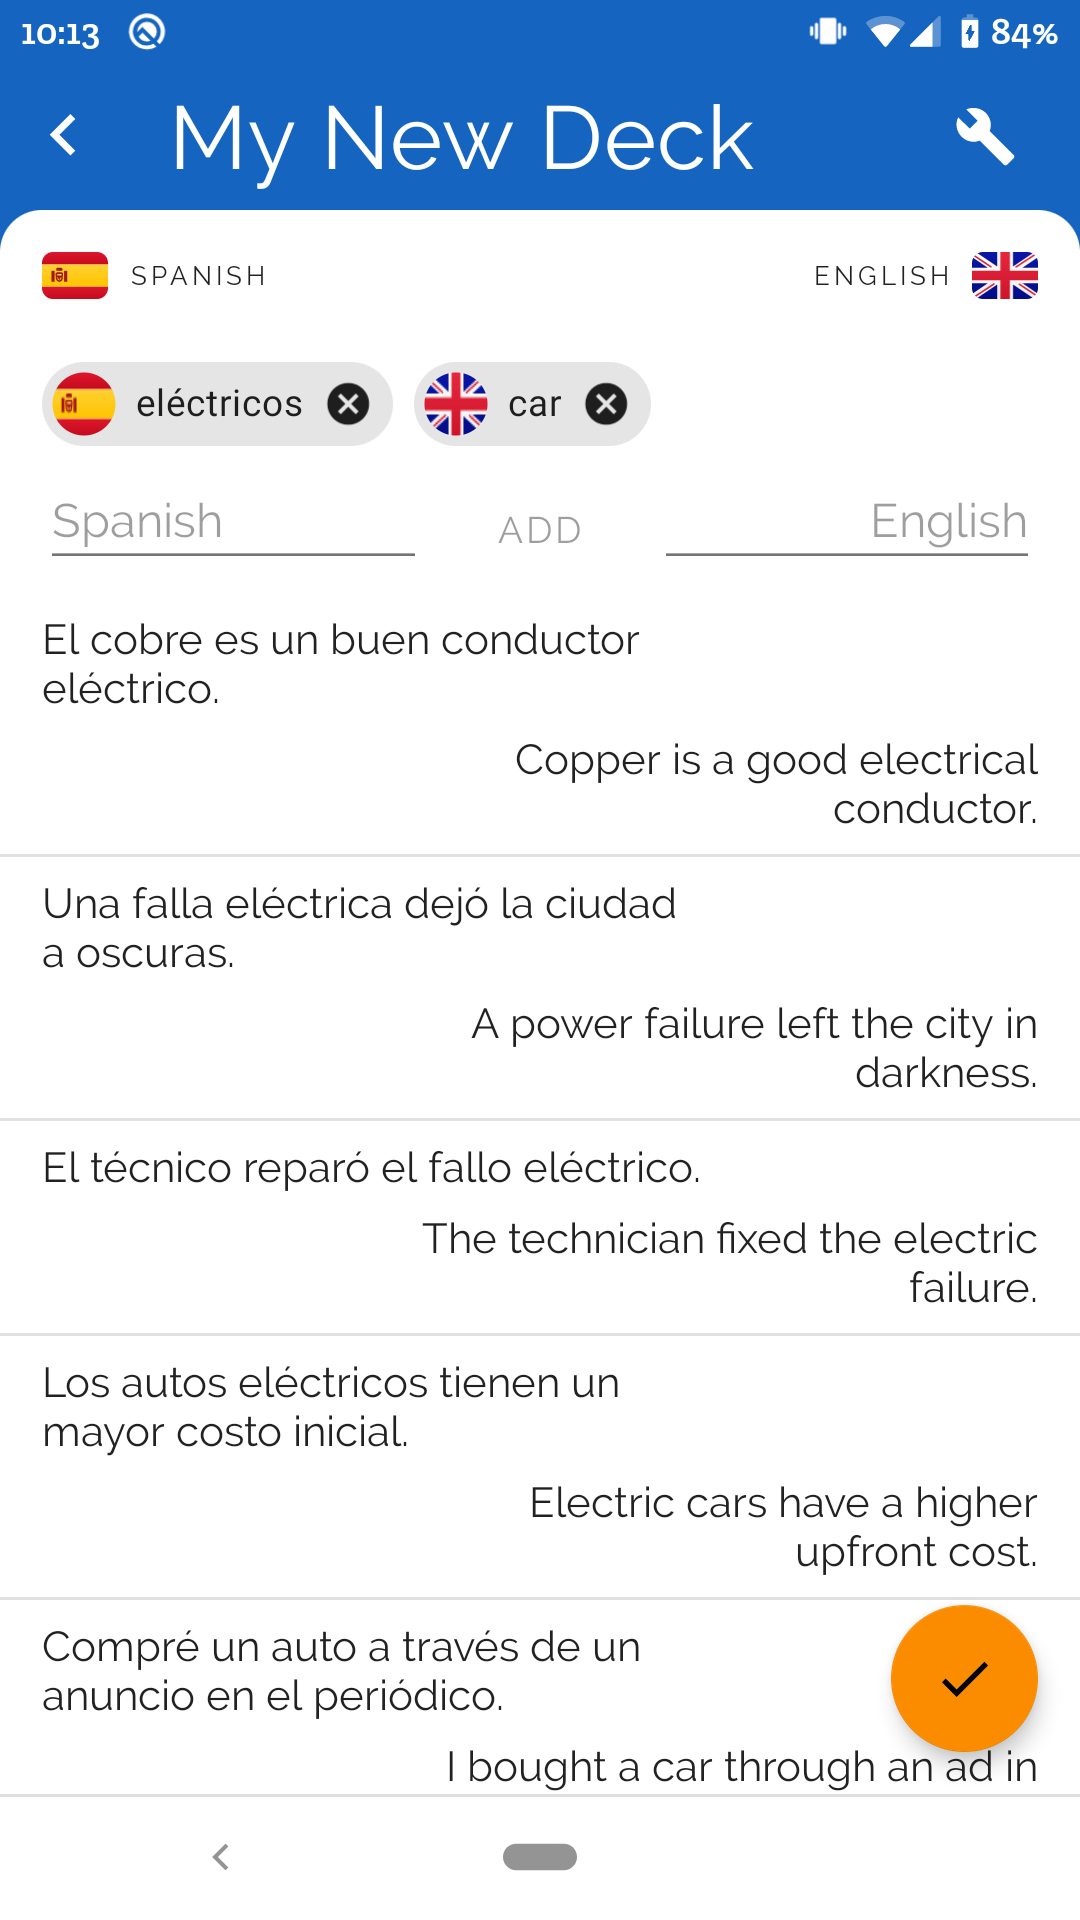 10:13
84%
My New Deck
SPANISH
ENGLISH
eléctricos
car
Spanish
ADD
English
El cobre es un buen conductor
eléctrico.
Copper is a good electrical
conductor.
Una falla eléctrica dejó la ciudad
a oscuras.
A power failure left the city in
darkness.
El técnico reparó el fallo eléctrico.
The technician fixed the electric
failure.
Los autos eléctricos tienen un
mayor costo inicial.
Electric cars have a higher
upfront cost.
Compré un auto a través de un
anuncio en el periódico.
I bought a car through an ad in